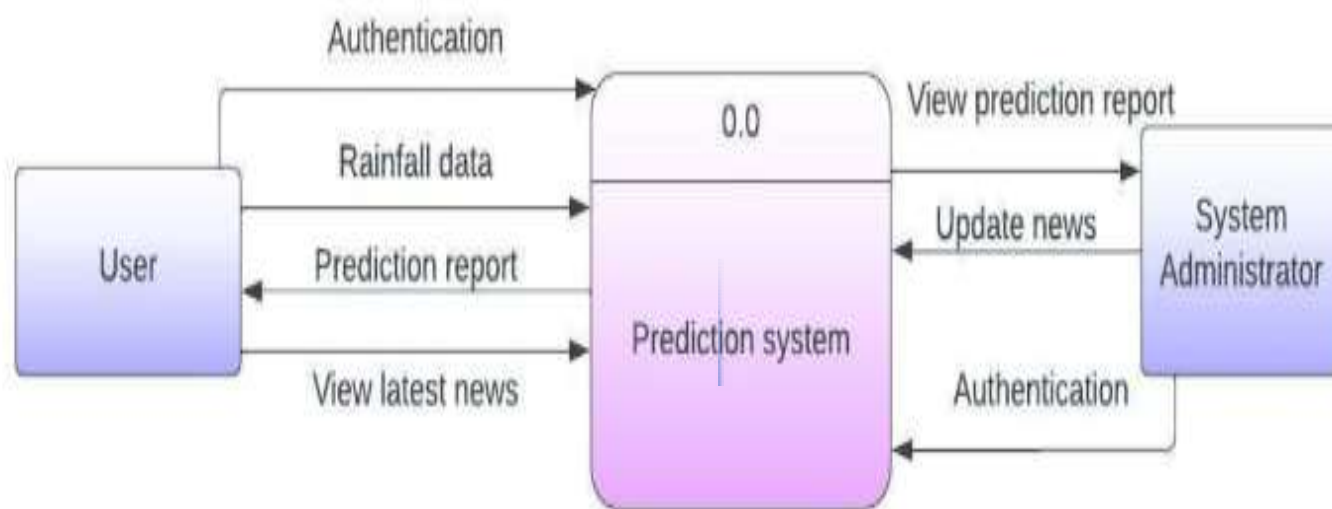 Authentication
0.0
View prediction report
Rainfall data
User
Prediction report
Update news
System
Administrator
Prediction system
View latest news
Authentication